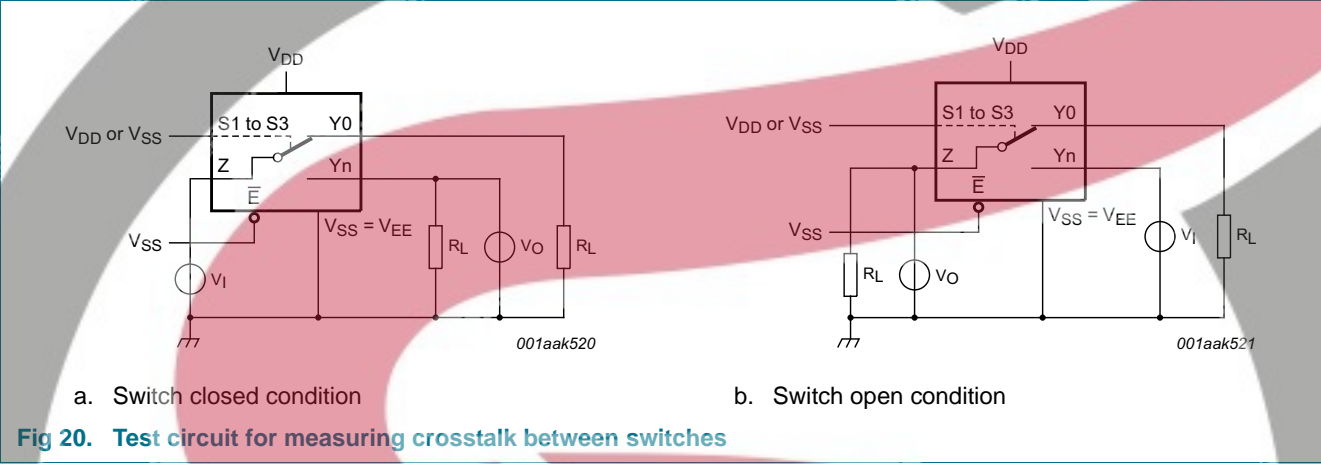 VDD
VDD or VSS
S1 to S3
Y0
Z
Yn
E̅
VSS = VEE
VSS
VI
RL
VO
RL
001aak520
a. Switch closed condition
VDD
VDD or VSS
S1 to S3
Y0
Z
Yn
E̅
VSS = VEE
VSS
RL
VO
VI
RL
001aak521
b. Switch open condition
Fig 20. Test circuit for measuring crosstalk between switches